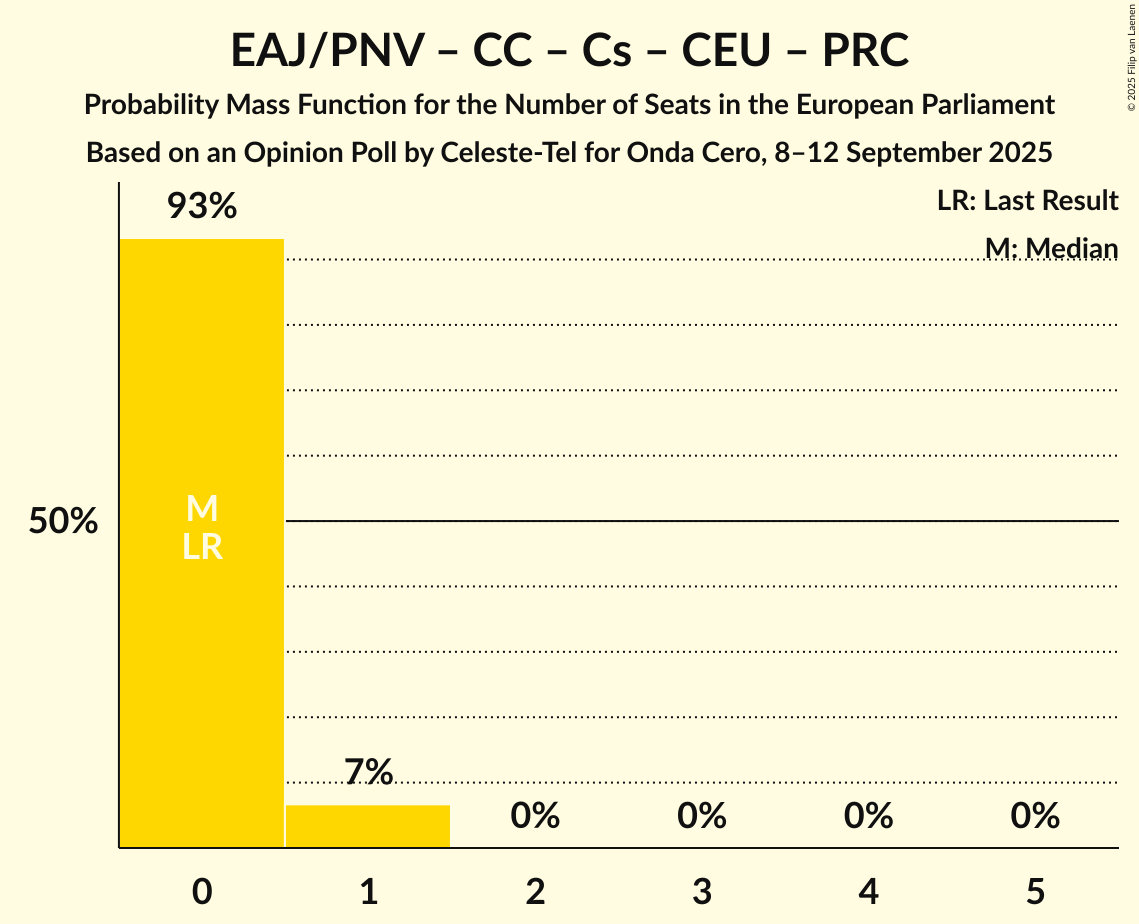 EAJ/PNV – CC – Cs – CEU – PRC
Probability Mass Function for the Number of Seats in the European Parliament
Based on an Opinion Poll by Celeste-Tel for Onda Cero, 8–12 September 2025
© 2025 Filip van Laenen
LR: Last Result
M: Median
93%
50%
M
LR
7%
0%
0%
0%
0%
0
1
2
3
4
5